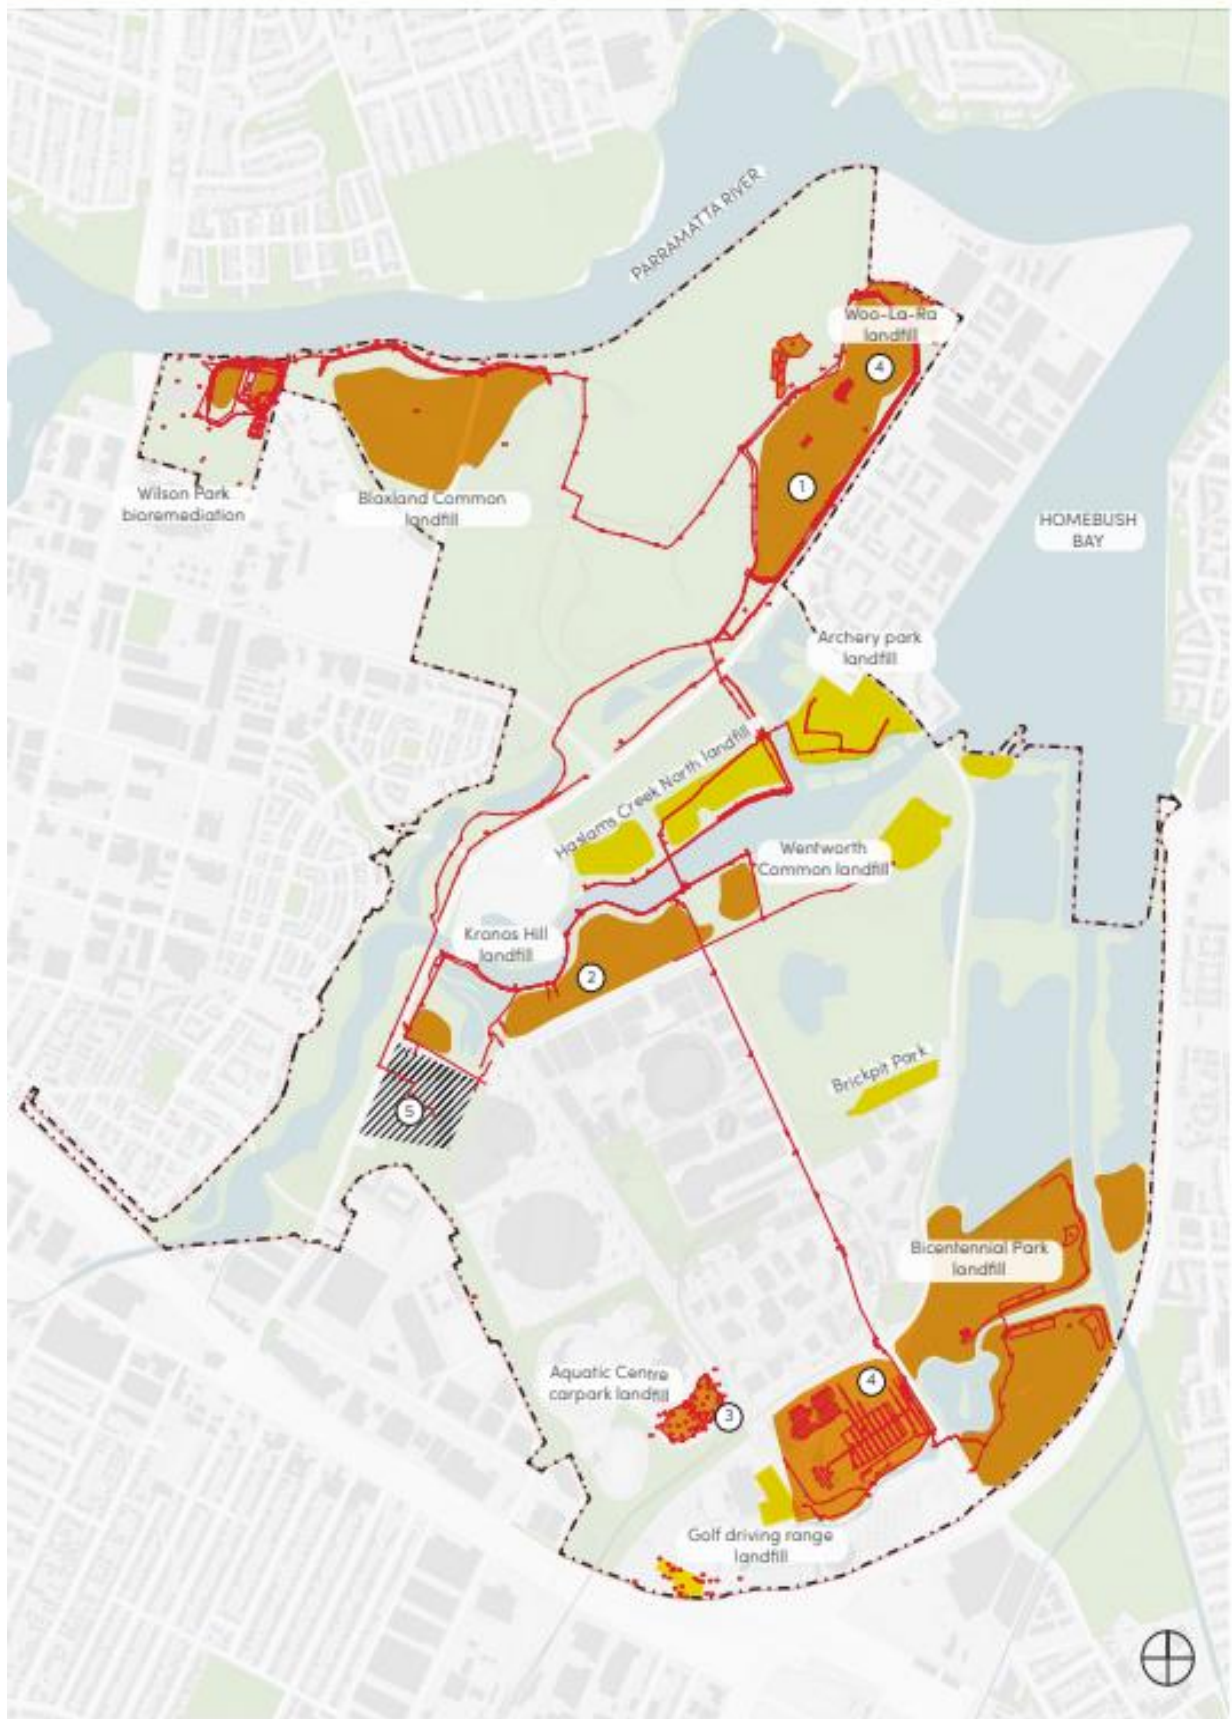 PARRAMATTA RIVER
Woo-La-Ra
landfill
4
1
Wilson Park
bioremediation
Blaxland Common
landfill
HOMEBUSH
BAY
Archery park
landfill
Haslams Creek North landfill
Wentworth
Common landfill
Kronos Hill
landfill
2
Brickpit Park
5
Bicentennial Park
landfill
Aquatic Centre
carpark landfill
3
4
Golf driving range
landfill